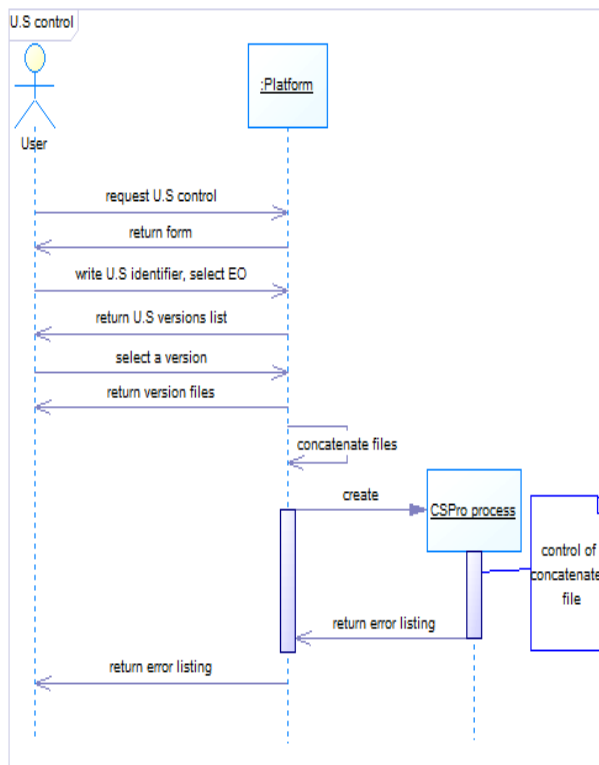 U.S control
:Platform
User
request U.S control
return form
write U.S identifier, select EO
return U.S versions list
select a version
return version files
concatenate files
create
CSPro process
control of
concatenate
file
return error listing
return error listing